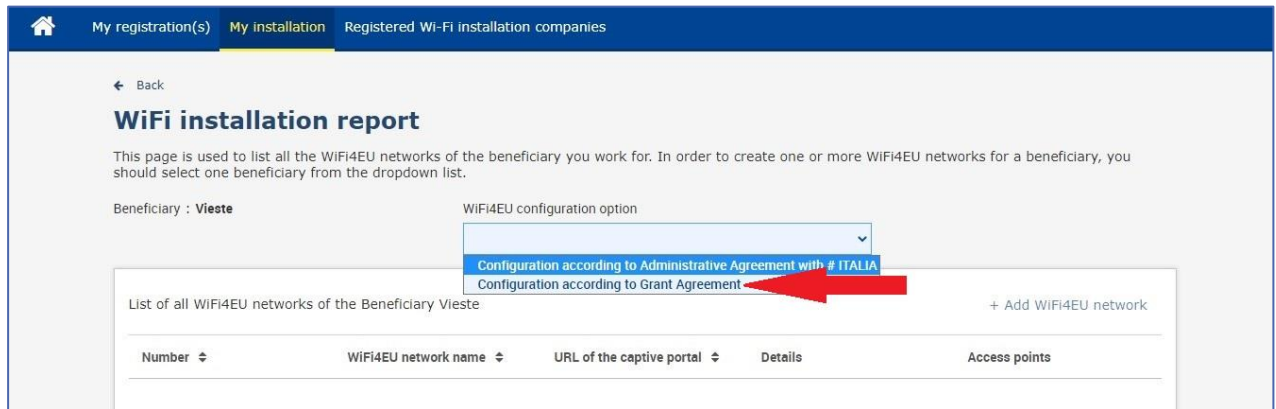 My registration(s) My installation Registered Wi-Fi installation companies
Back
WiFi installation report
This page is used to list all the WiFi4EU networks of the beneficiary you work for. In order to create one or more WiFi4EU networks for a beneficiary, you
should select one beneficiary from the dropdown list.
Beneficiary : Vieste WiFi4EU configuration option
Configuration according to Administrative Agreement with # ITALIA
Configuration according to Grant Agreement
List of all WiFi4EU networks of the Beneficiary Vieste + Add WiFi4EU network
Number WiFi4EU network name URL of the captive portal Details Access points